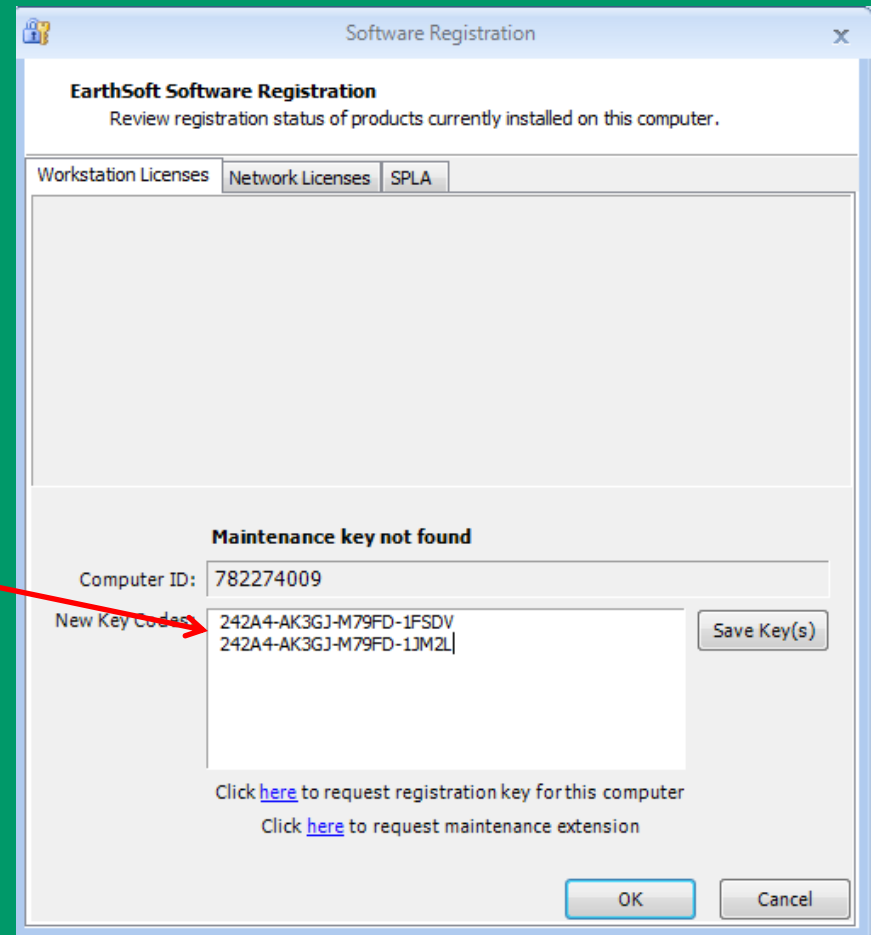 Software Registration
x
EarthSoft Software Registration
Review registration status of products currently installed on this computer.
Workstation Licenses Network Licenses SPLA
Maintenance key not found
Computer ID: 782274009
New Key Codes 242A4-AK3GJ-M79FD-1FSDV Save Key(s)
242A4-AK3GJ-M79FD-1JM2L
Click here to request registration key for this computer
Click here to request maintenance extension
OK Cancel